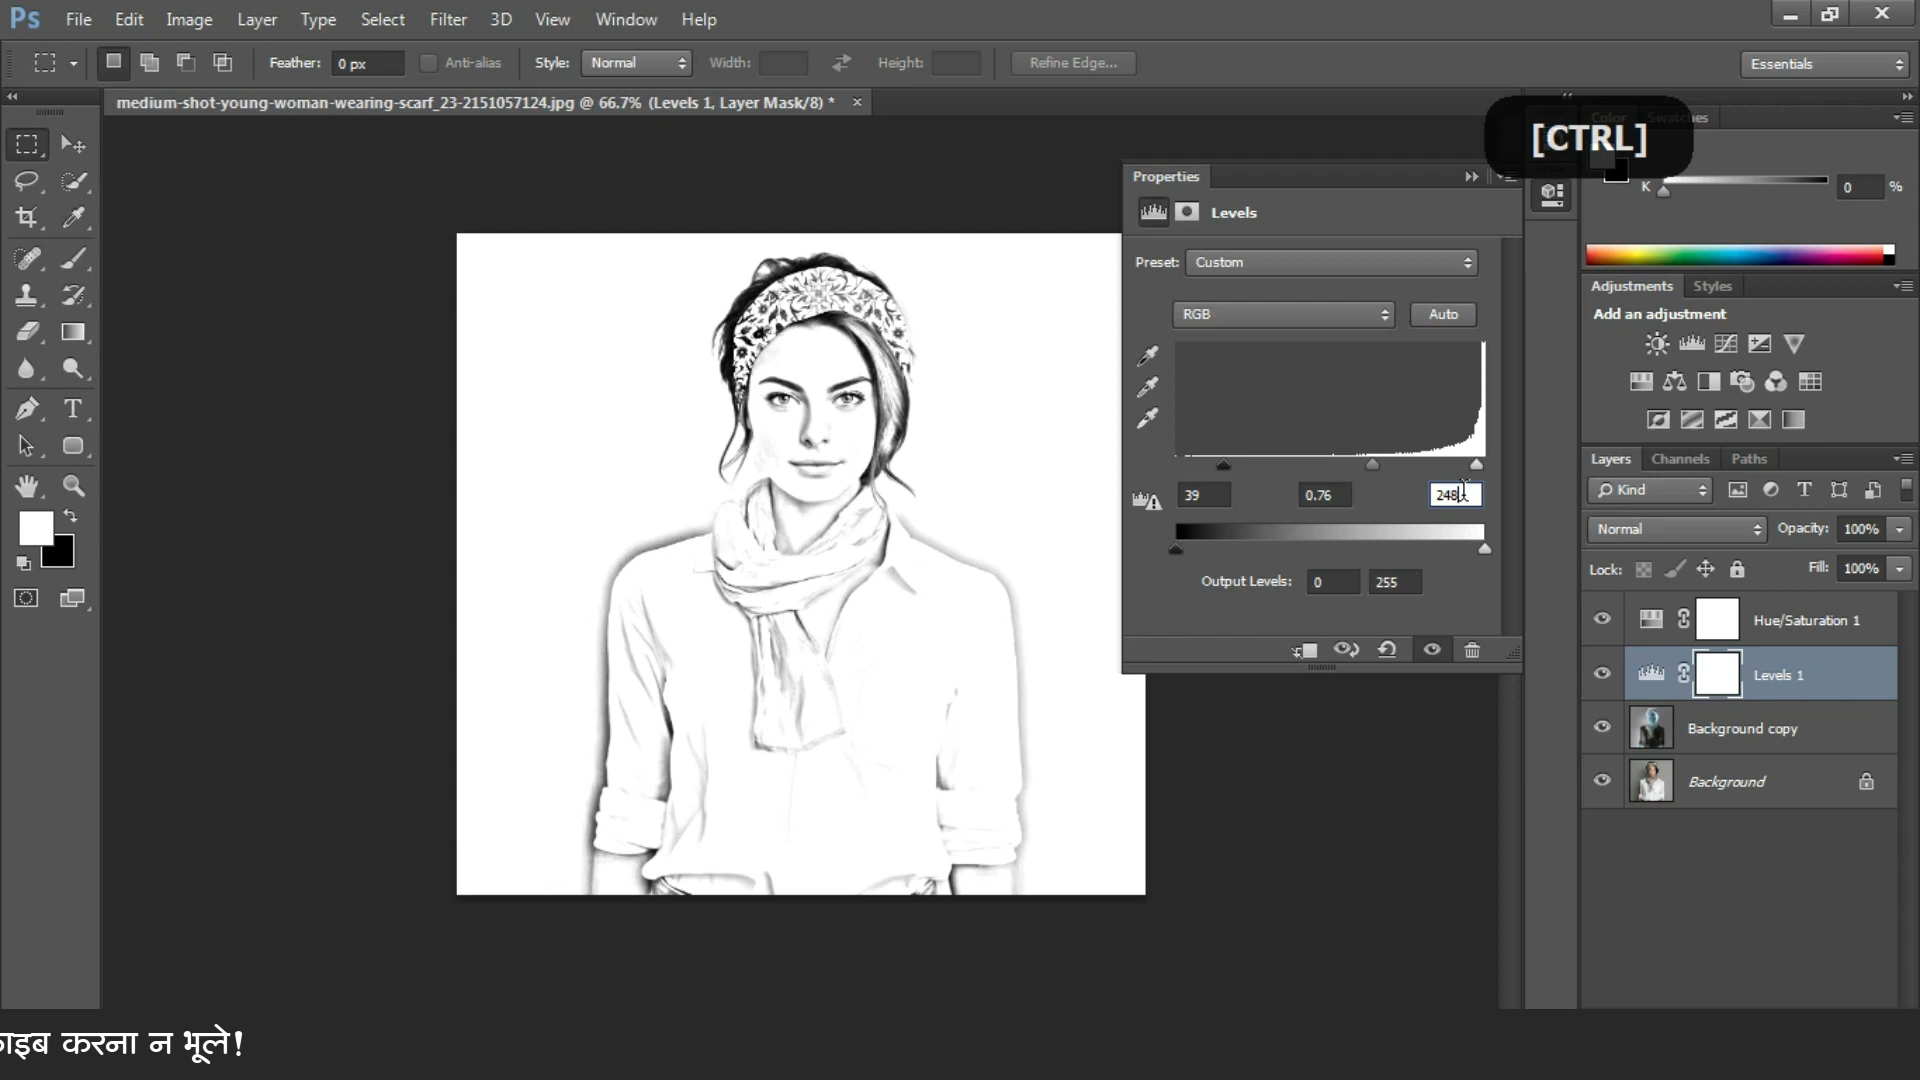 Ps File Edit Image Layer Type Select Filter 3D View Window Help
Feather: 0 px Anti-alias Style: Normal Width: Height: Refine Edge... Essentials
medium-shot-young-woman-wearing-scarf_23-2151057124.jpg @ 66.7% (Levels 1, Layer Mask/8) * ×
[CTRL]
Color Swatches
K 0 %
Properties
Levels
Preset: Custom
RGB Auto
39 0.76 248
Output Levels: 0 255
Adjustments Styles
Add an adjustment
Layers Channels Paths
Kind
Normal Opacity: 100%
Lock: Fill: 100%
Hue/Saturation 1
Levels 1
Background copy
Background
करना न भूले!